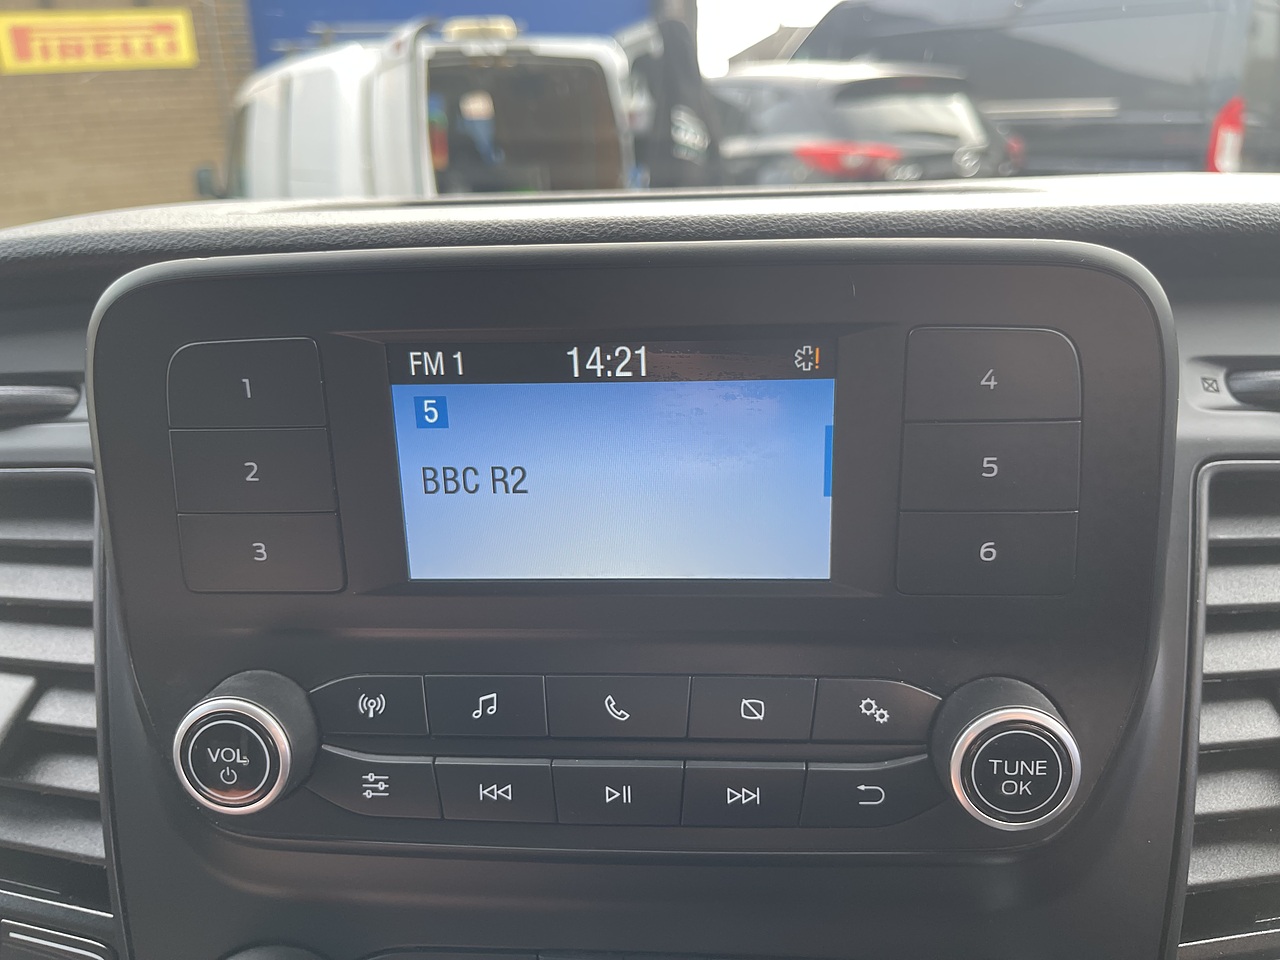 PIRELLI
FM 1 14:21
5
BBC R2
1
2
3
4
5
6
VOL
TUNE
OK